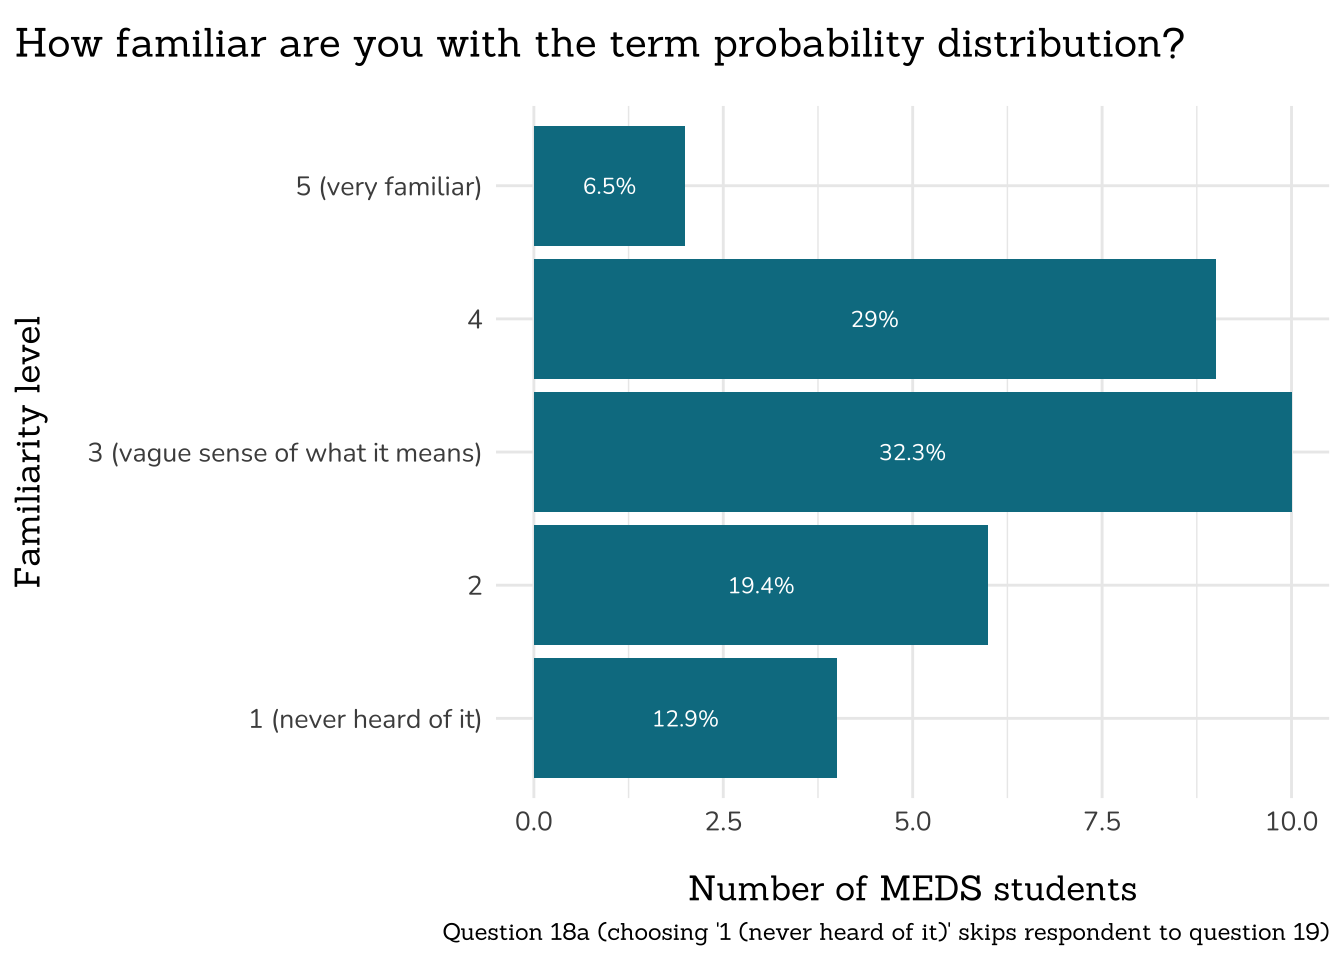 How familiar are you with the term probability distribution?
Familiarity level
5 (very familiar)
6.5%
4
29%
3 (vague sense of what it means)
32.3%
2
19.4%
1 (never heard of it)
12.9%
0.0 2.5 5.0 7.5 10.0
Number of MEDS students
Question 18a (choosing '1 (never heard of it)' skips respondent to question 19)